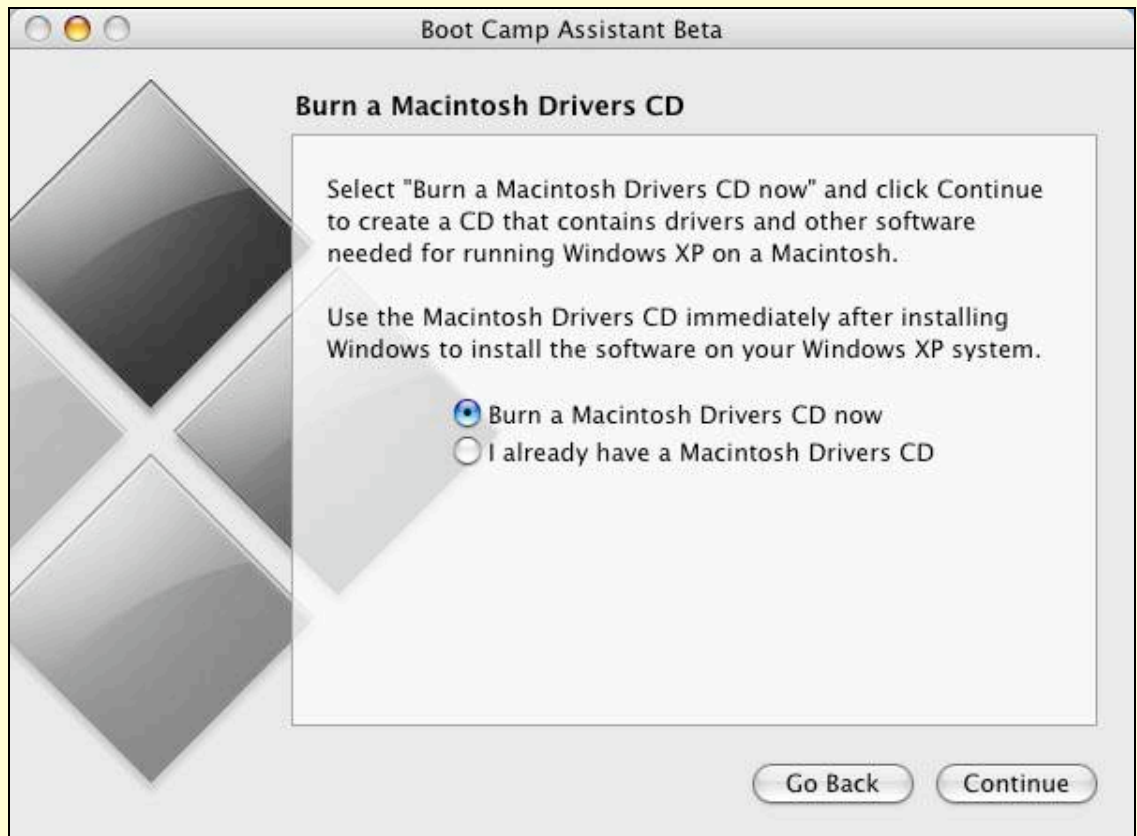 Boot Camp Assistant Beta
Burn a Macintosh Drivers CD
Select "Burn a Macintosh Drivers CD now" and click Continue
to create a CD that contains drivers and other software
needed for running Windows XP on a Macintosh.
Use the Macintosh Drivers CD immediately after installing
Windows to install the software on your Windows XP system.
Burn a Macintosh Drivers CD now
I already have a Macintosh Drivers CD
Go Back
Continue